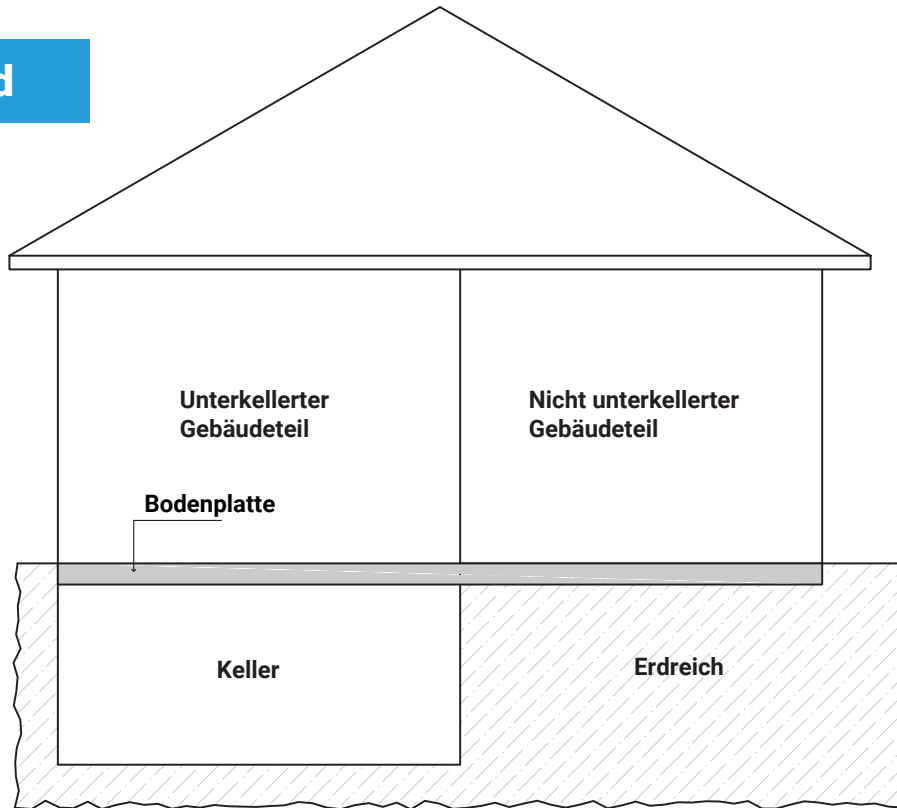 d
Unterkellerter
Gebäudeteil
Nicht unterkellerter
Gebäudeteil
Bodenplatte
Keller
Erdreich